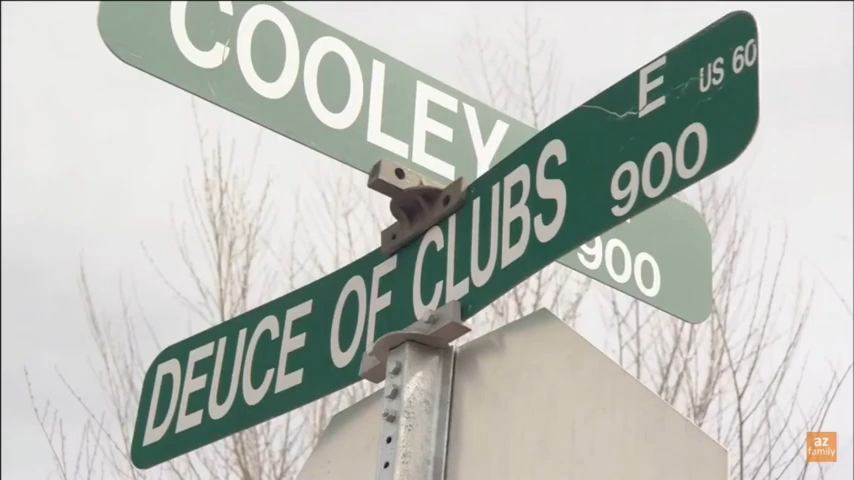 COOLEY
900
E US 60
DEUCE OF CLUBS 900
az
family